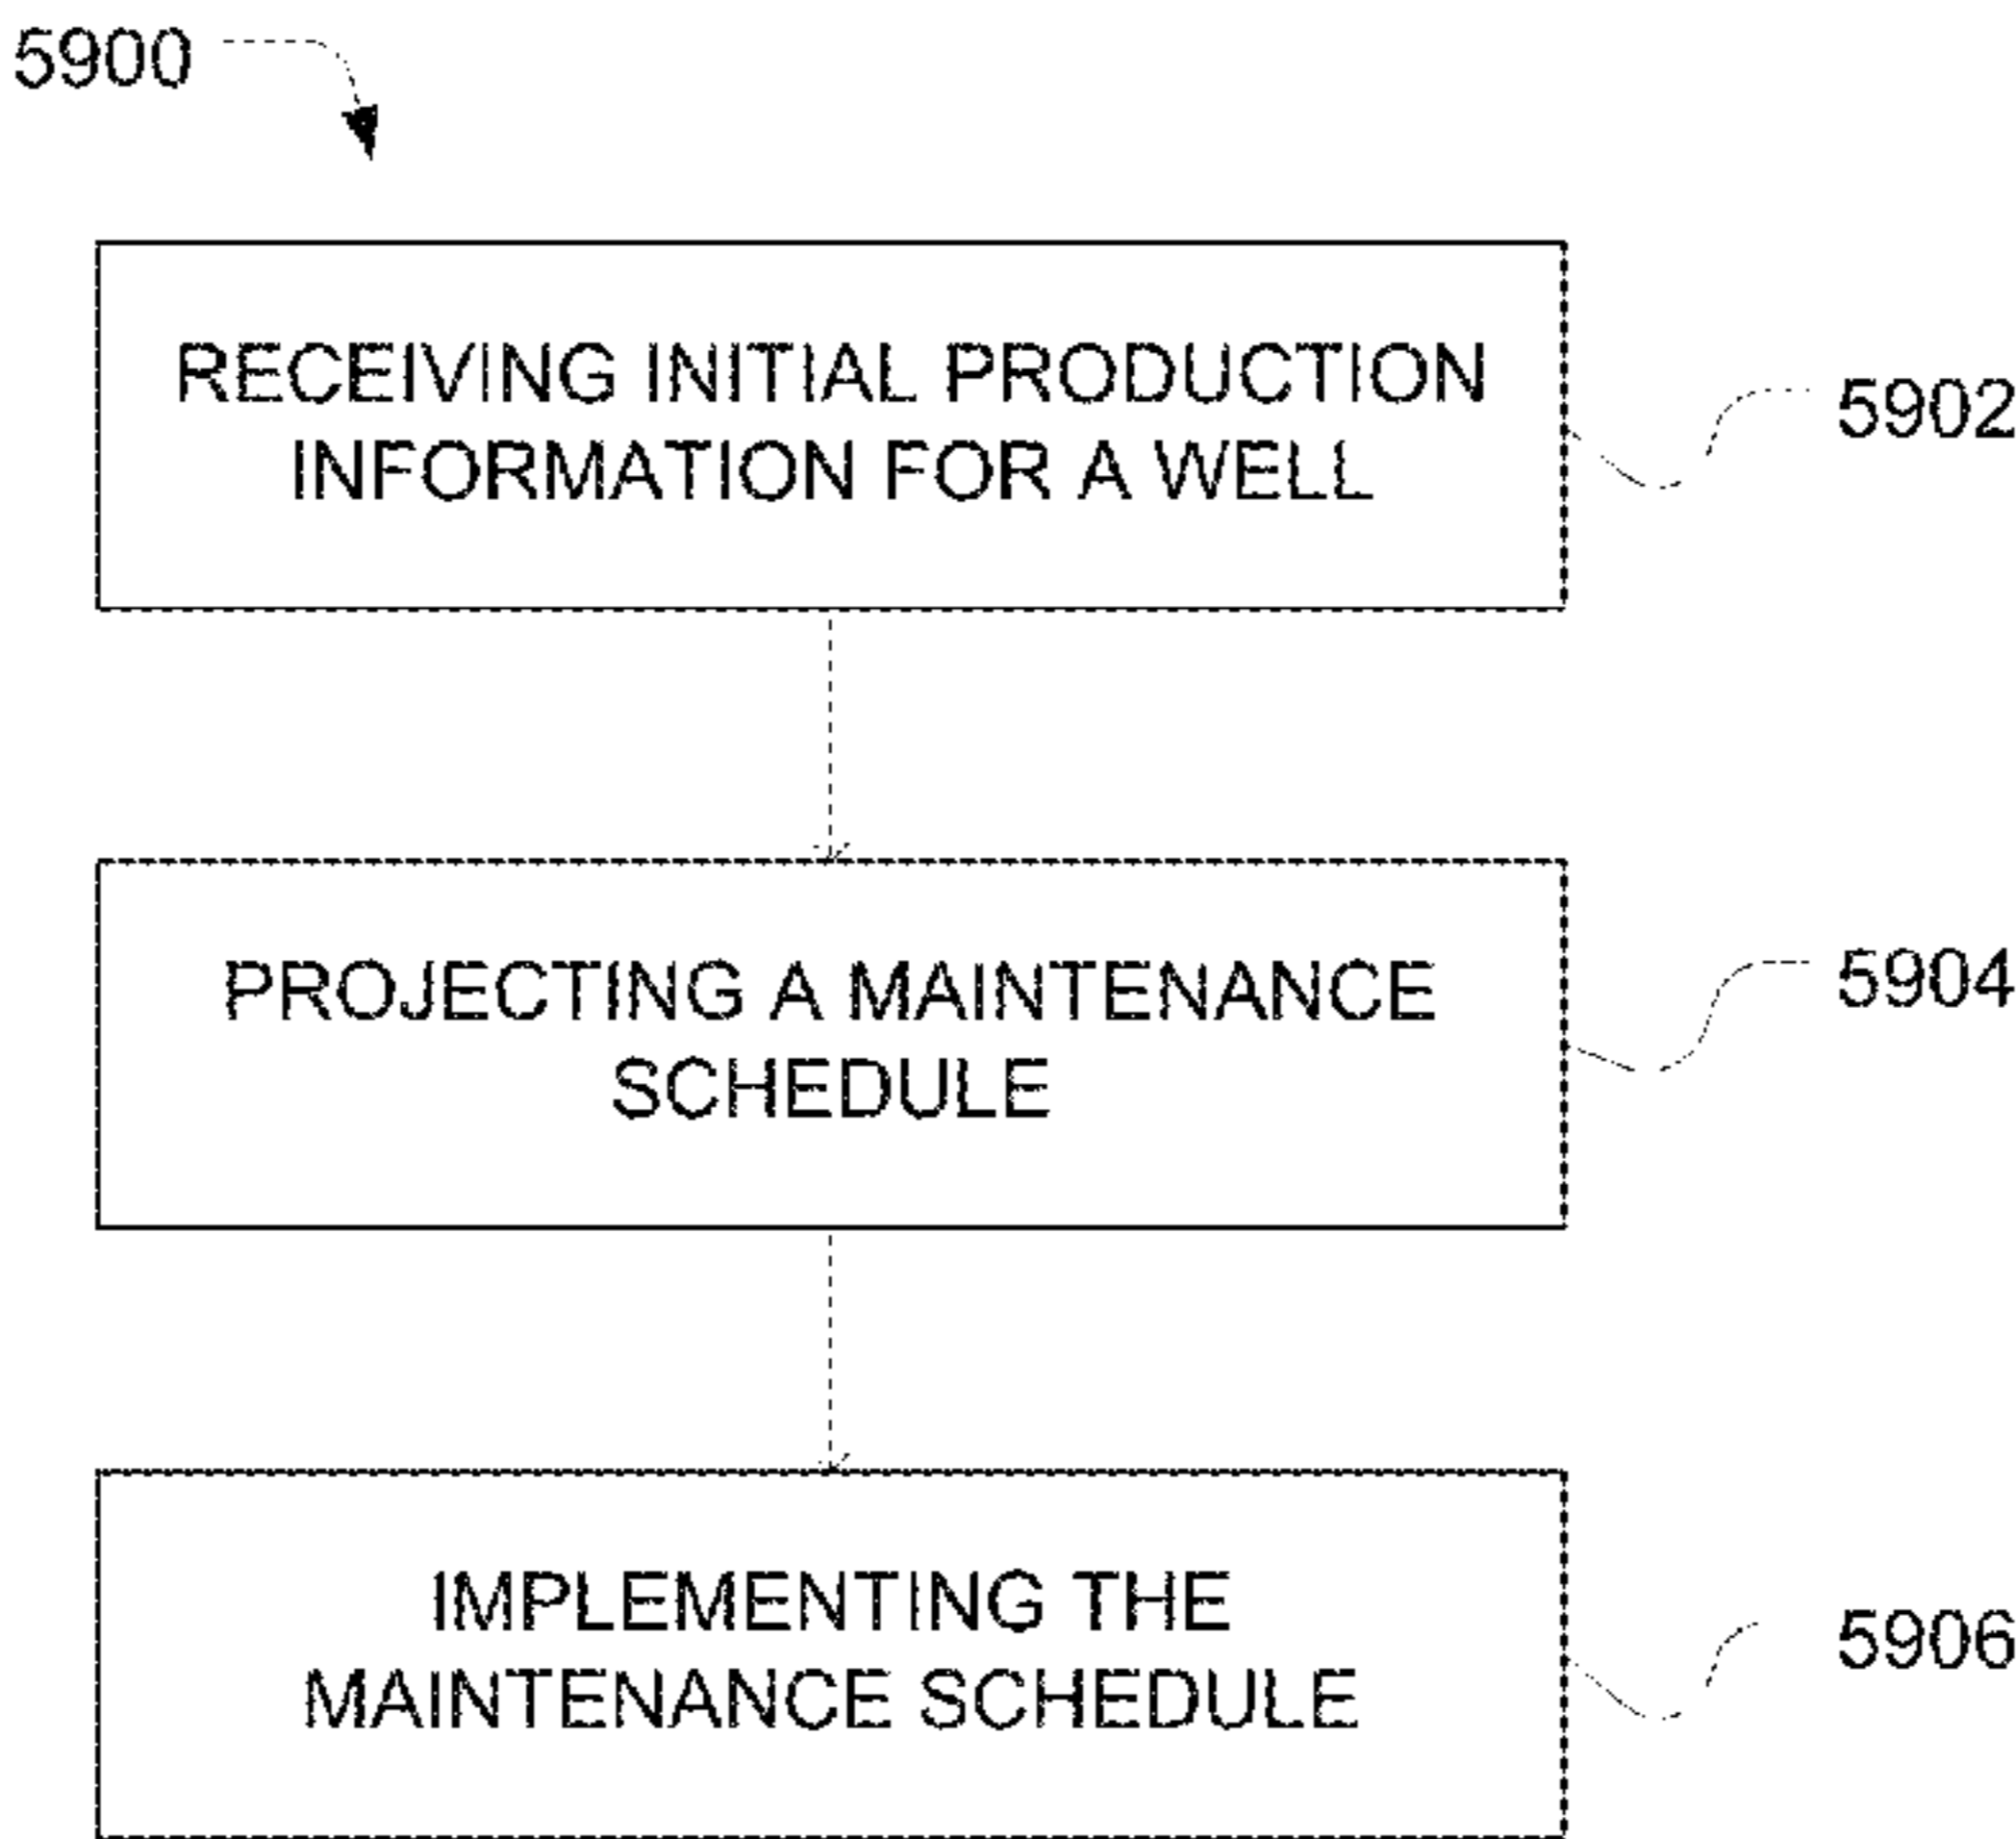 5900
RECEIVING INITIAL PRODUCTION
INFORMATION FOR A WELL
5902
PROJECTING A MAINTENANCE
SCHEDULE
5904
IMPLEMENTING THE
MAINTENANCE SCHEDULE
5906